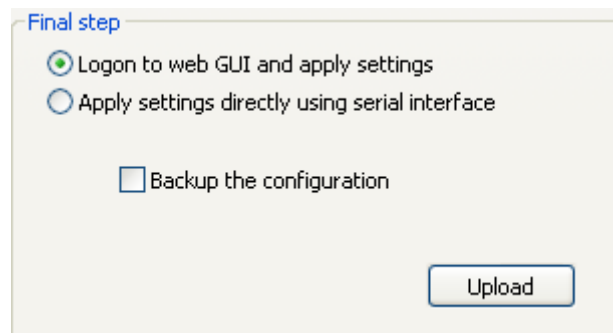 Final step
Logon to web GUI and apply settings
Apply settings directly using serial interface
Backup the configuration
Upload